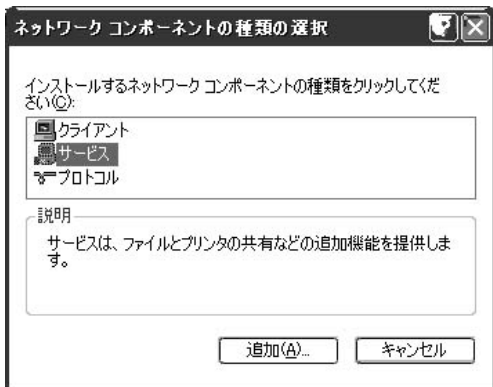 ネットワーク コンポーネントの種類の選択
インストールするネットワーク コンポーネントの種類をクリックしてくだ
さい(C):
クライアント
サービス
プロトコル
説明
サービスは、ファイルとプリンタの共有などの追加機能を提供しま
す。
追加(A)...
キャンセル